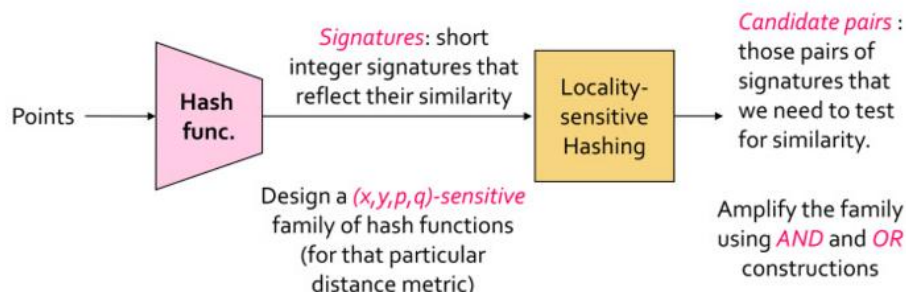 Points
Hash
func.
Signatures: short
integer signatures that
reflect their similarity
Locality-
sensitive
Hashing
Candidate pairs :
those pairs of
signatures that
we need to test
for similarity.
Design a (x,y,p,q)-sensitive
family of hash functions
(for that particular
distance metric)
Amplify the family
using AND and OR
constructions